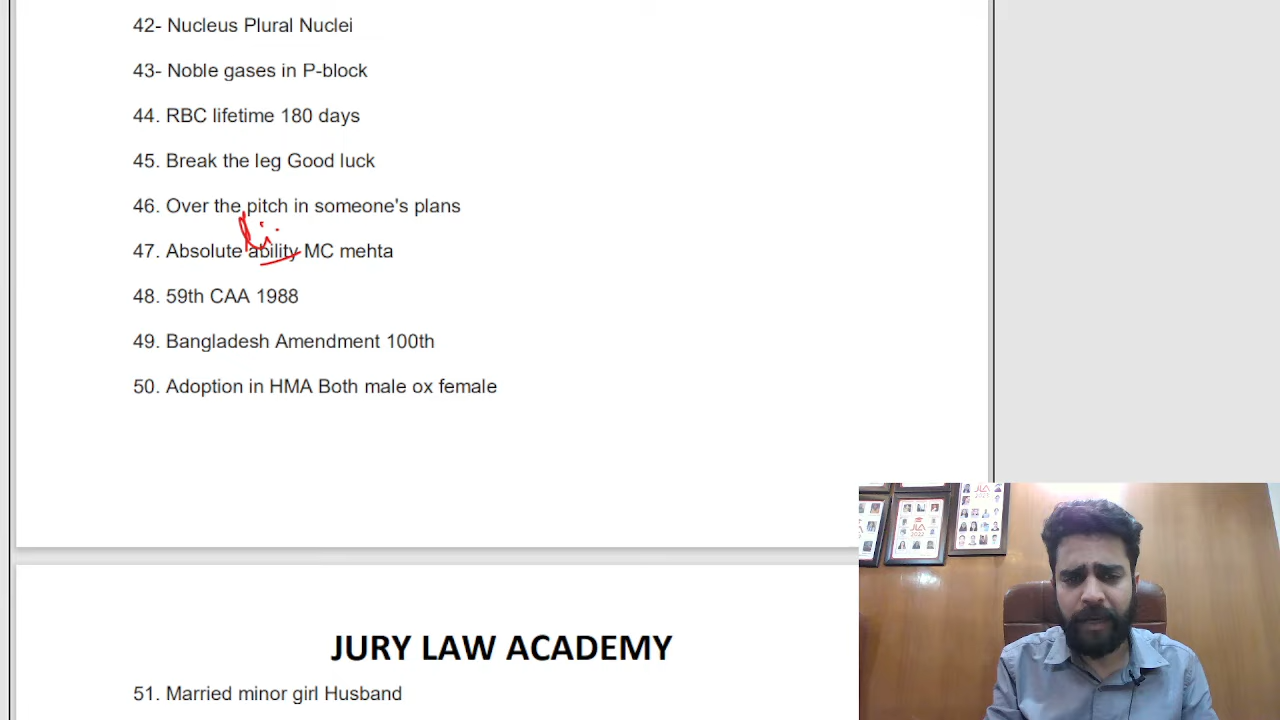 42- Nucleus Plural Nuclei
43- Noble gases in P-block
44. RBC lifetime 180 days
45. Break the leg Good luck
46. Over the pitch in someone's plans
47. Absolute ability MC mehta
48. 59th CAA 1988
49. Bangladesh Amendment 100th
50. Adoption in HMA Both male ox female
JURY LAW ACADEMY
51. Married minor girl Husband